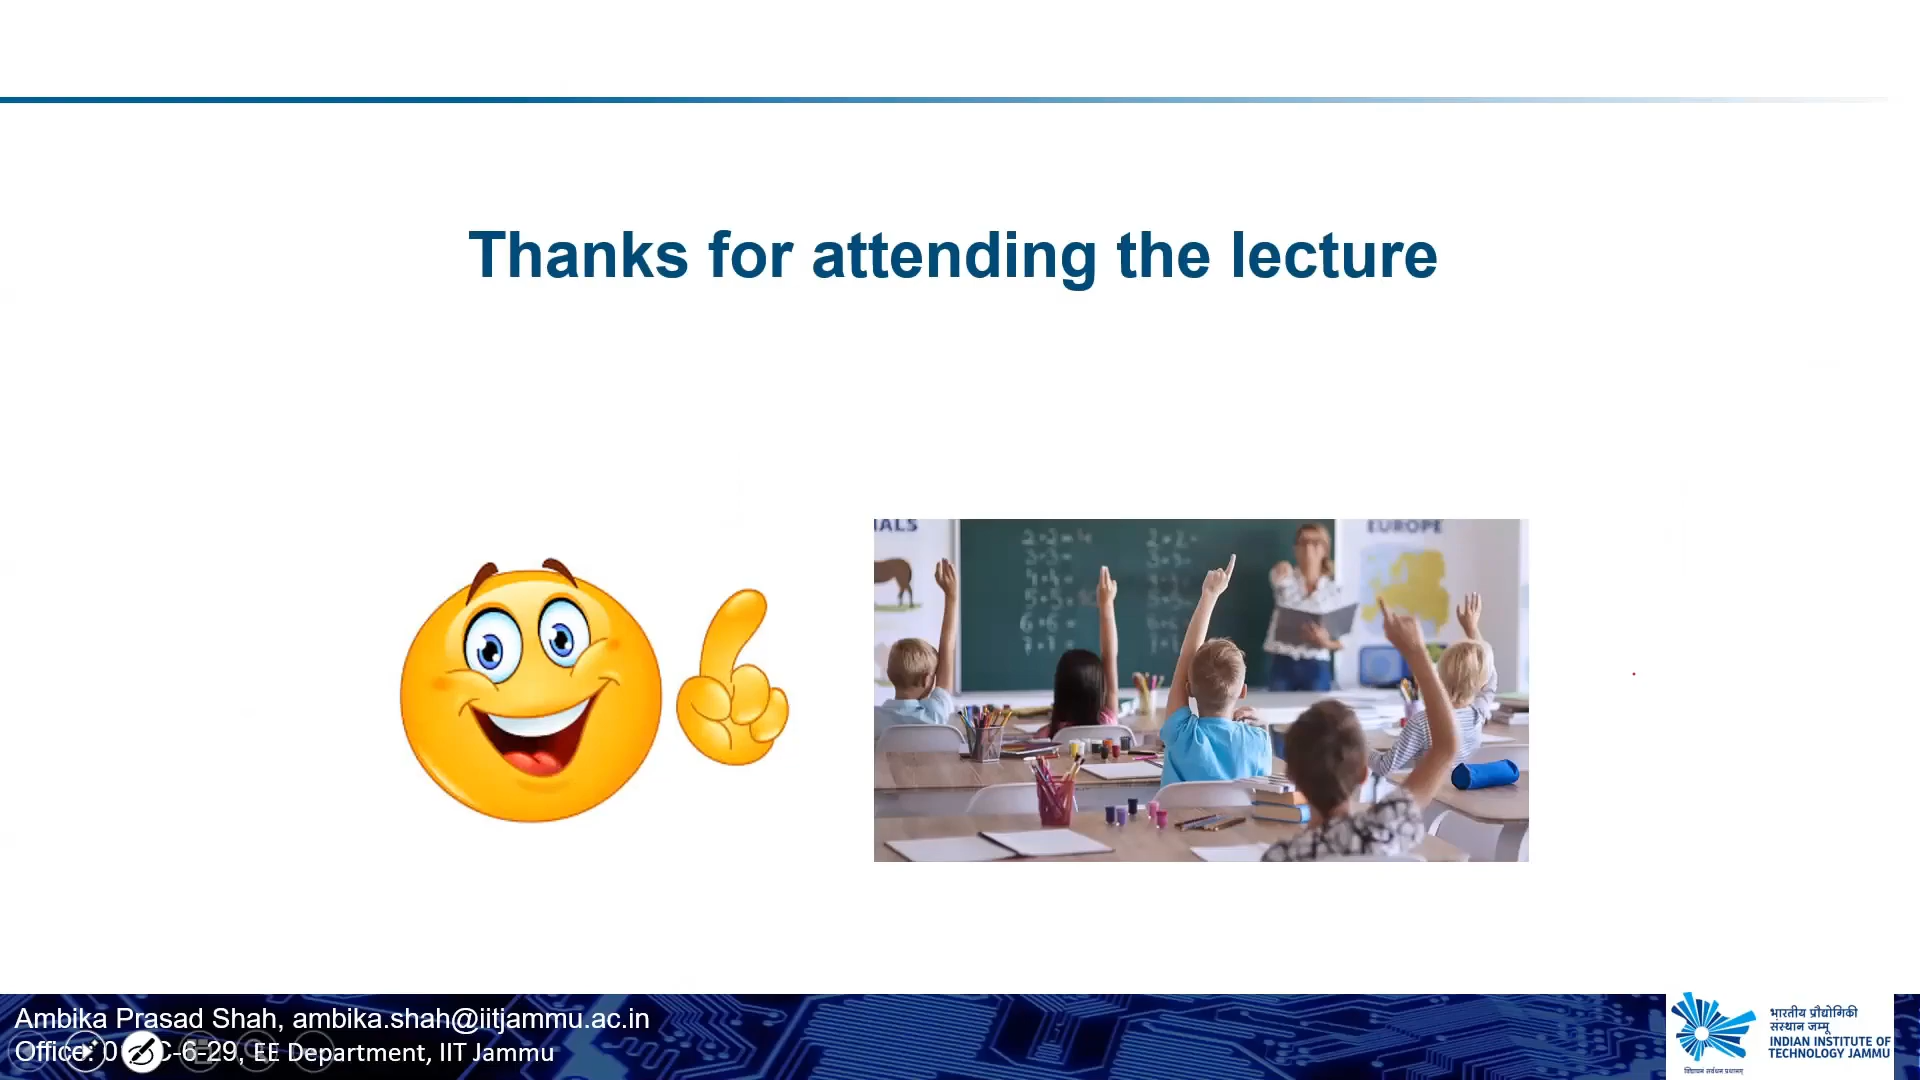 Thanks for attending the lecture
IALS
EUROPE
Ambika Prasad Shah, ambika.shah@iitjammu.ac.in
Office: 0 C-6-29, EE Department, IIT Jammu
भारतीय प्रौद्योगिकी
संस्थान जम्मू
INDIAN INSTITUTE OF
TECHNOLOGY JAMMU